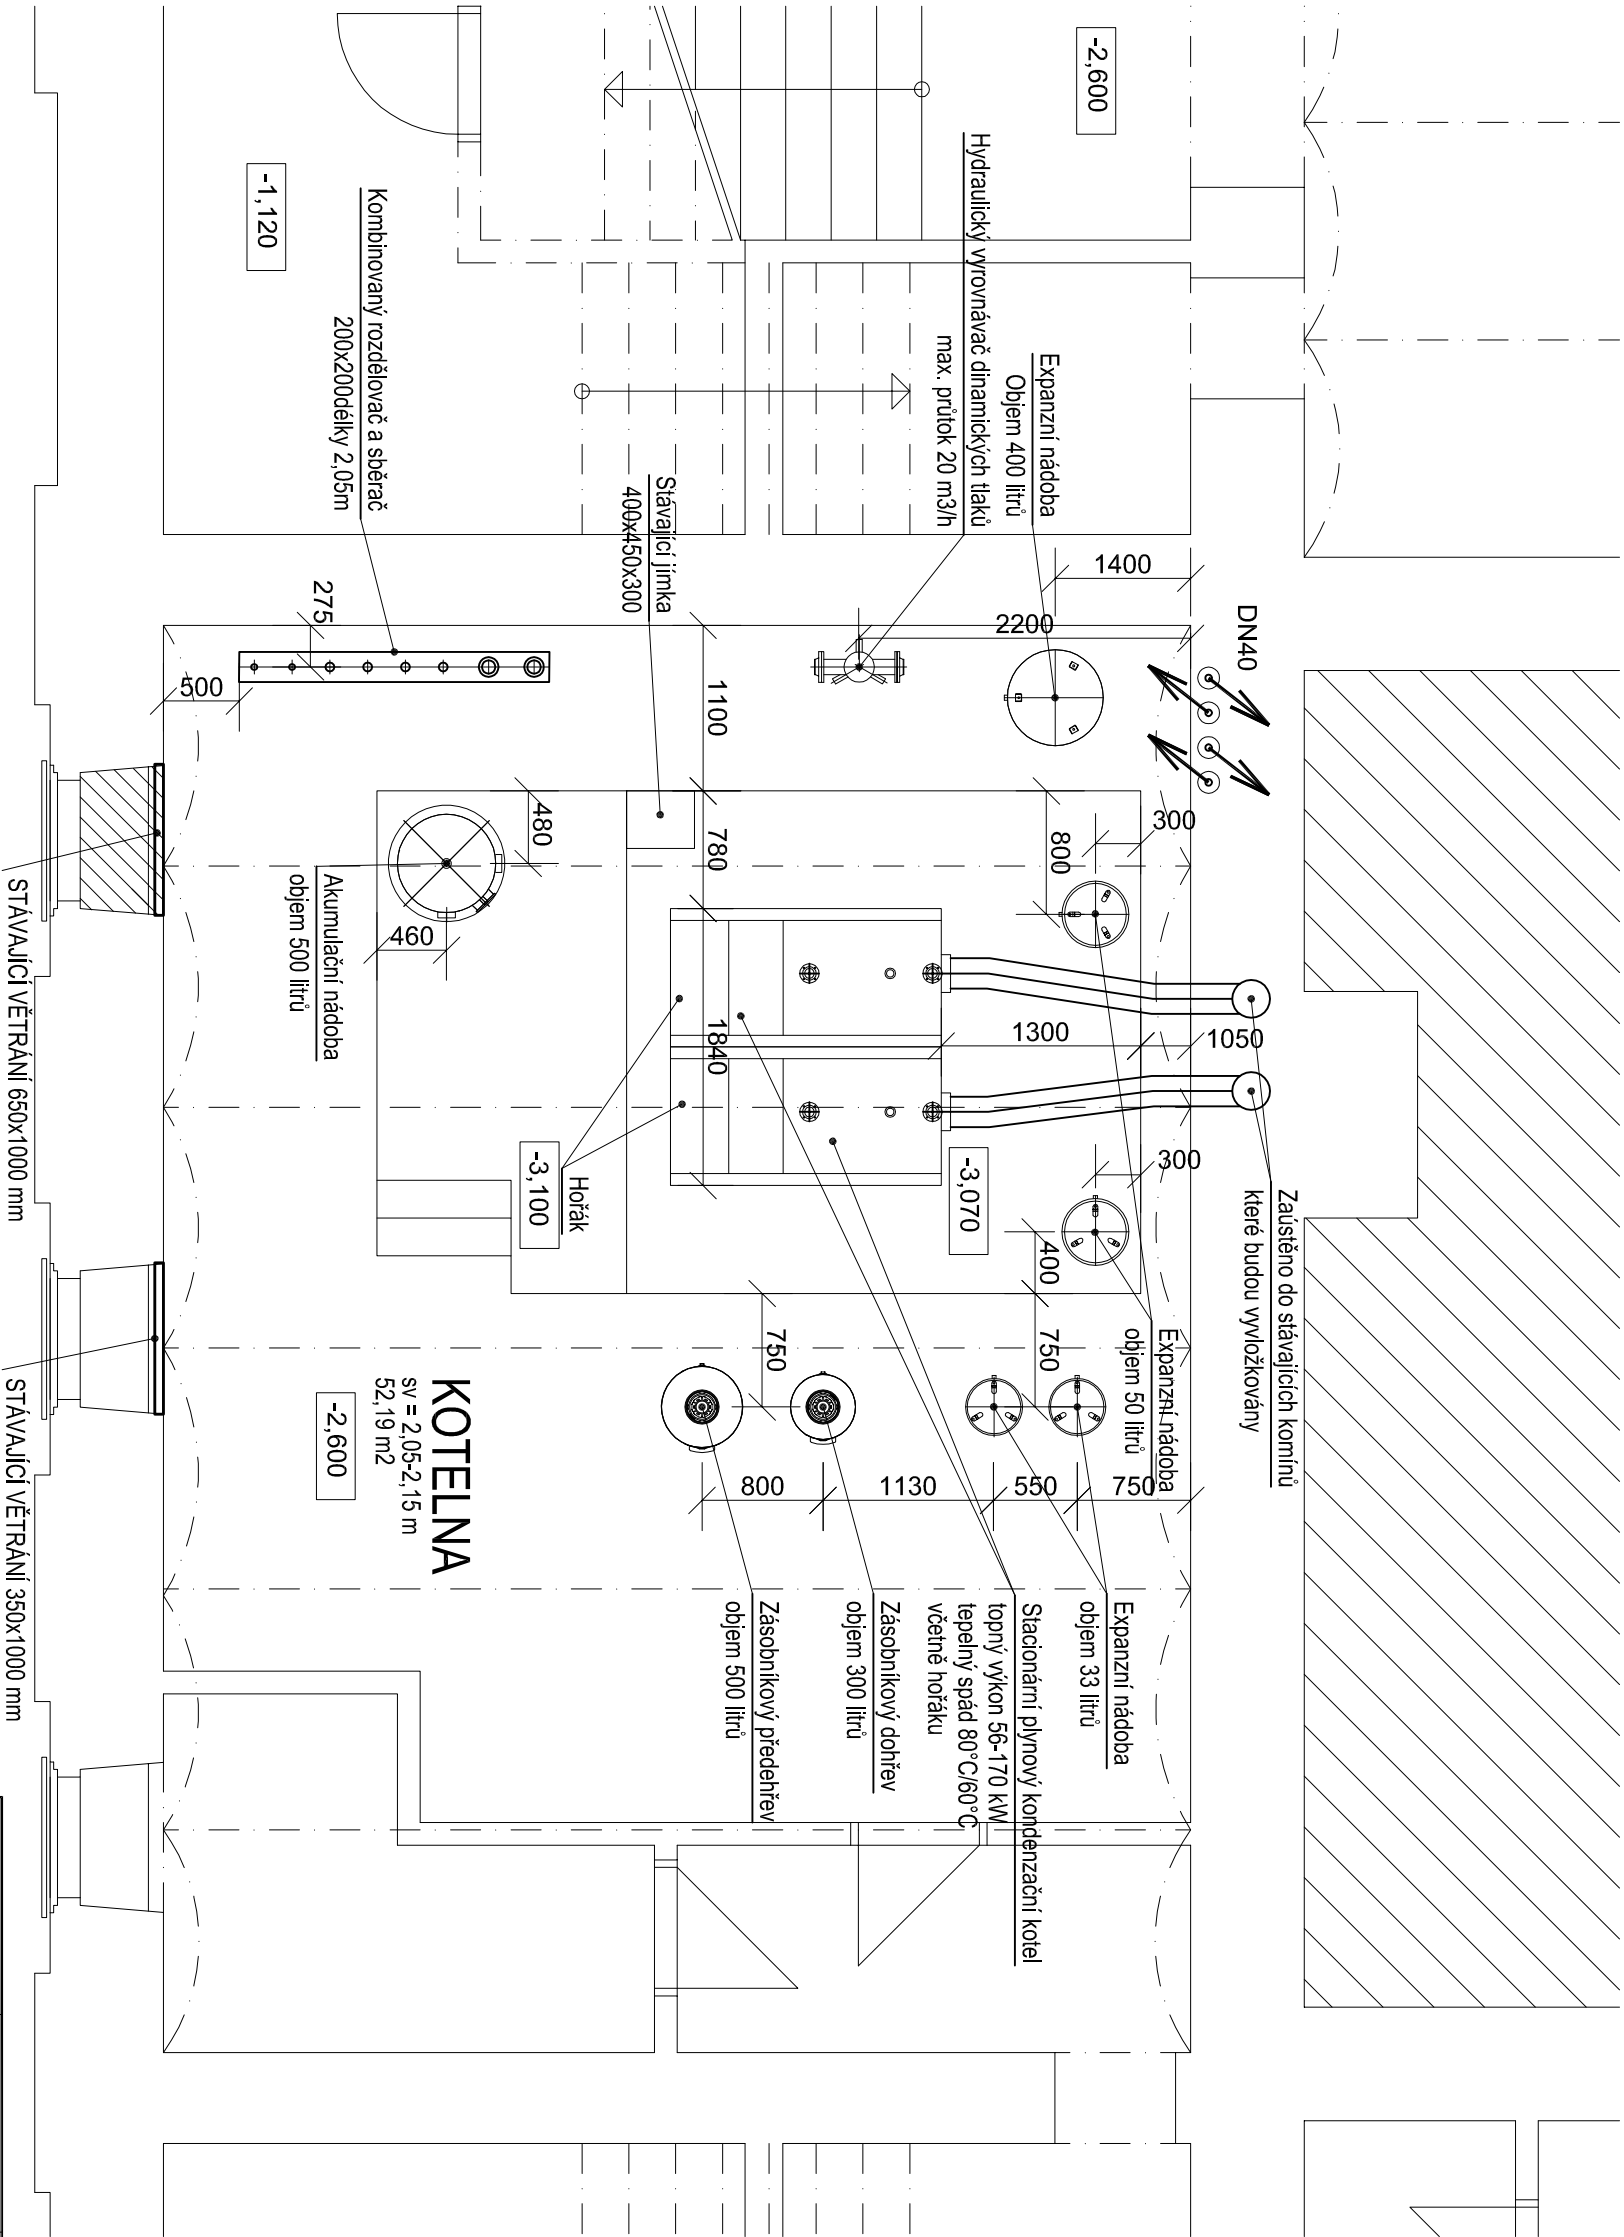 -2,600
-1,120
Hydraulický vyrovnávač dinamických tlaků
max. průtok 20 m3/h
Expanzní nádoba
Objem 400 litrů
Kombinovaný rozdělovač a sběrač
200x200délky 2,05m
Stávající jímka
400x450x300
1400
2200
DN40
275
500
1100
780
1840
480
460
800
300
Akumulační nádoba
objem 500 litrů
1300
1050
300
-3,070
-3,100
Hořák
400
750
750
Zaústěno do stávajících komínů
které budou vyvložkovány
Expanzní nádoba
objem 50 litrů
KOTELNA
sv = 2,05-2,15 m
52,19 m2
-2,600
800
1130
550
750
Expanzní nádoba
objem 33 litrů
Stacionární plynový kondenzační kotel
topný výkon 56-170 kW
tepelný spád 80°C/60°C
včetně hořáku
Zásobníkový dohřev
objem 300 litrů
Zásobníkový předehřev
objem 500 litrů
STÁVAJÍCÍ VĚTRÁNÍ 650x1000 mm
STÁVAJÍCÍ VĚTRÁNÍ 350x1000 mm